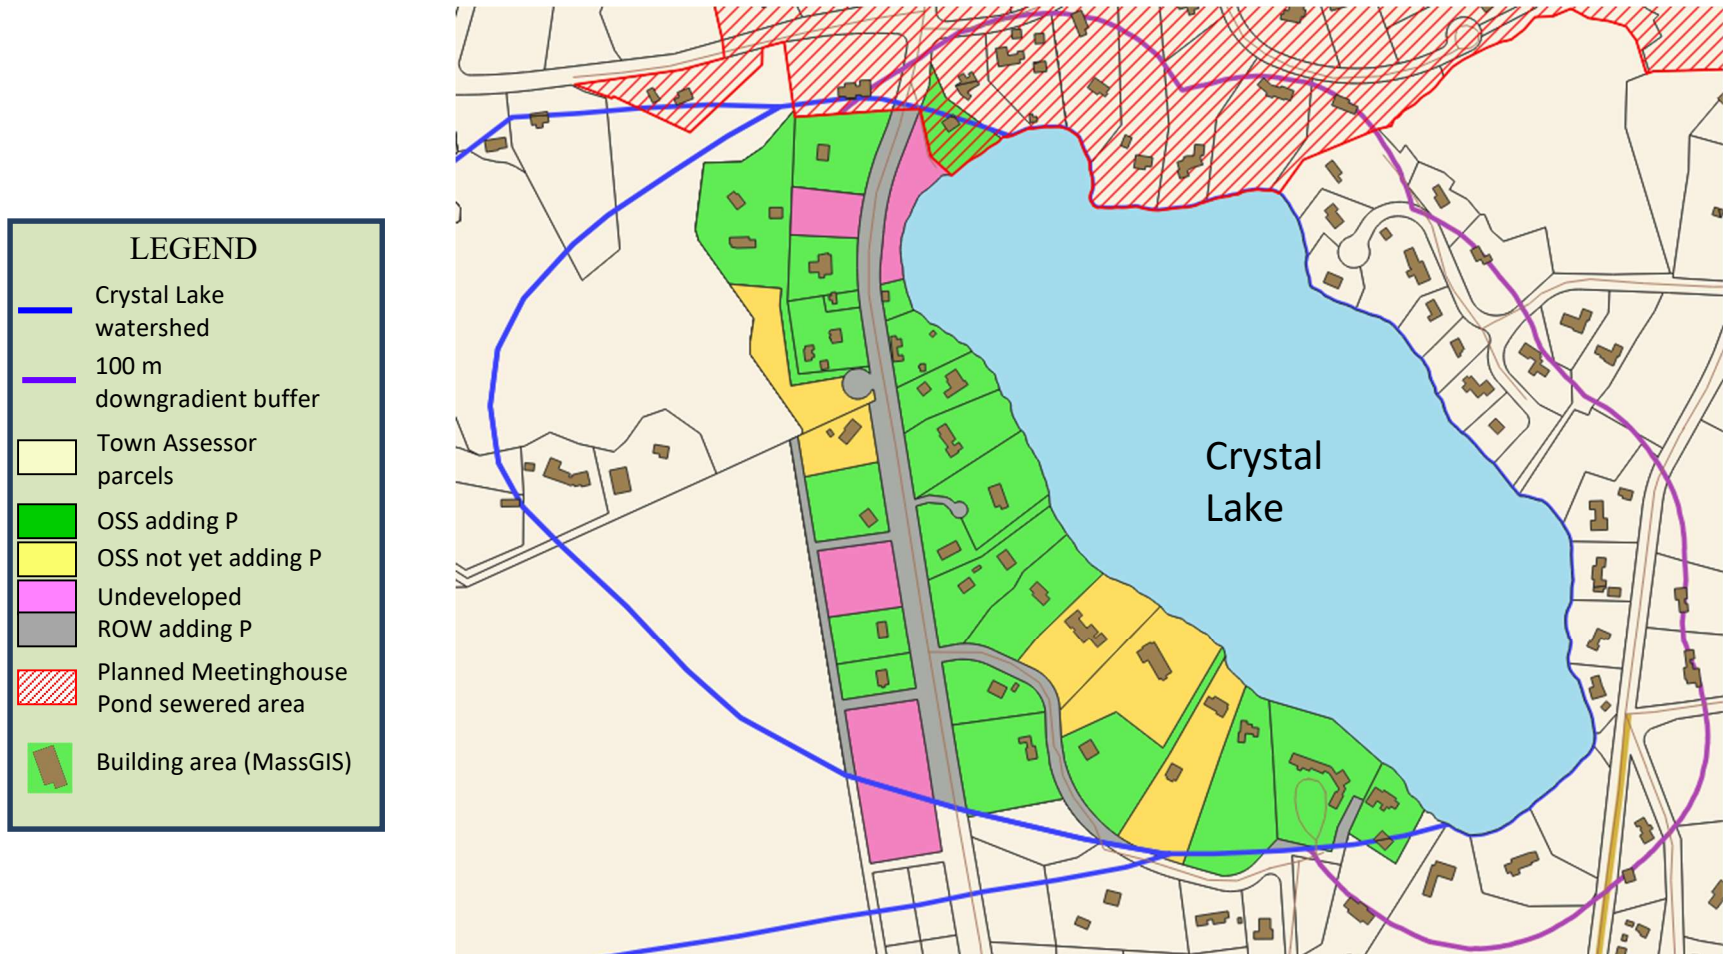 LEGEND
Crystal Lake
watershed
100 m
downgradient buffer
Town Assessor
parcels
OSS adding P
OSS not yet adding P
Undeveloped
ROW adding P
Planned Meetinghouse
Pond sewered area
Building area (MassGIS)
Crystal
Lake